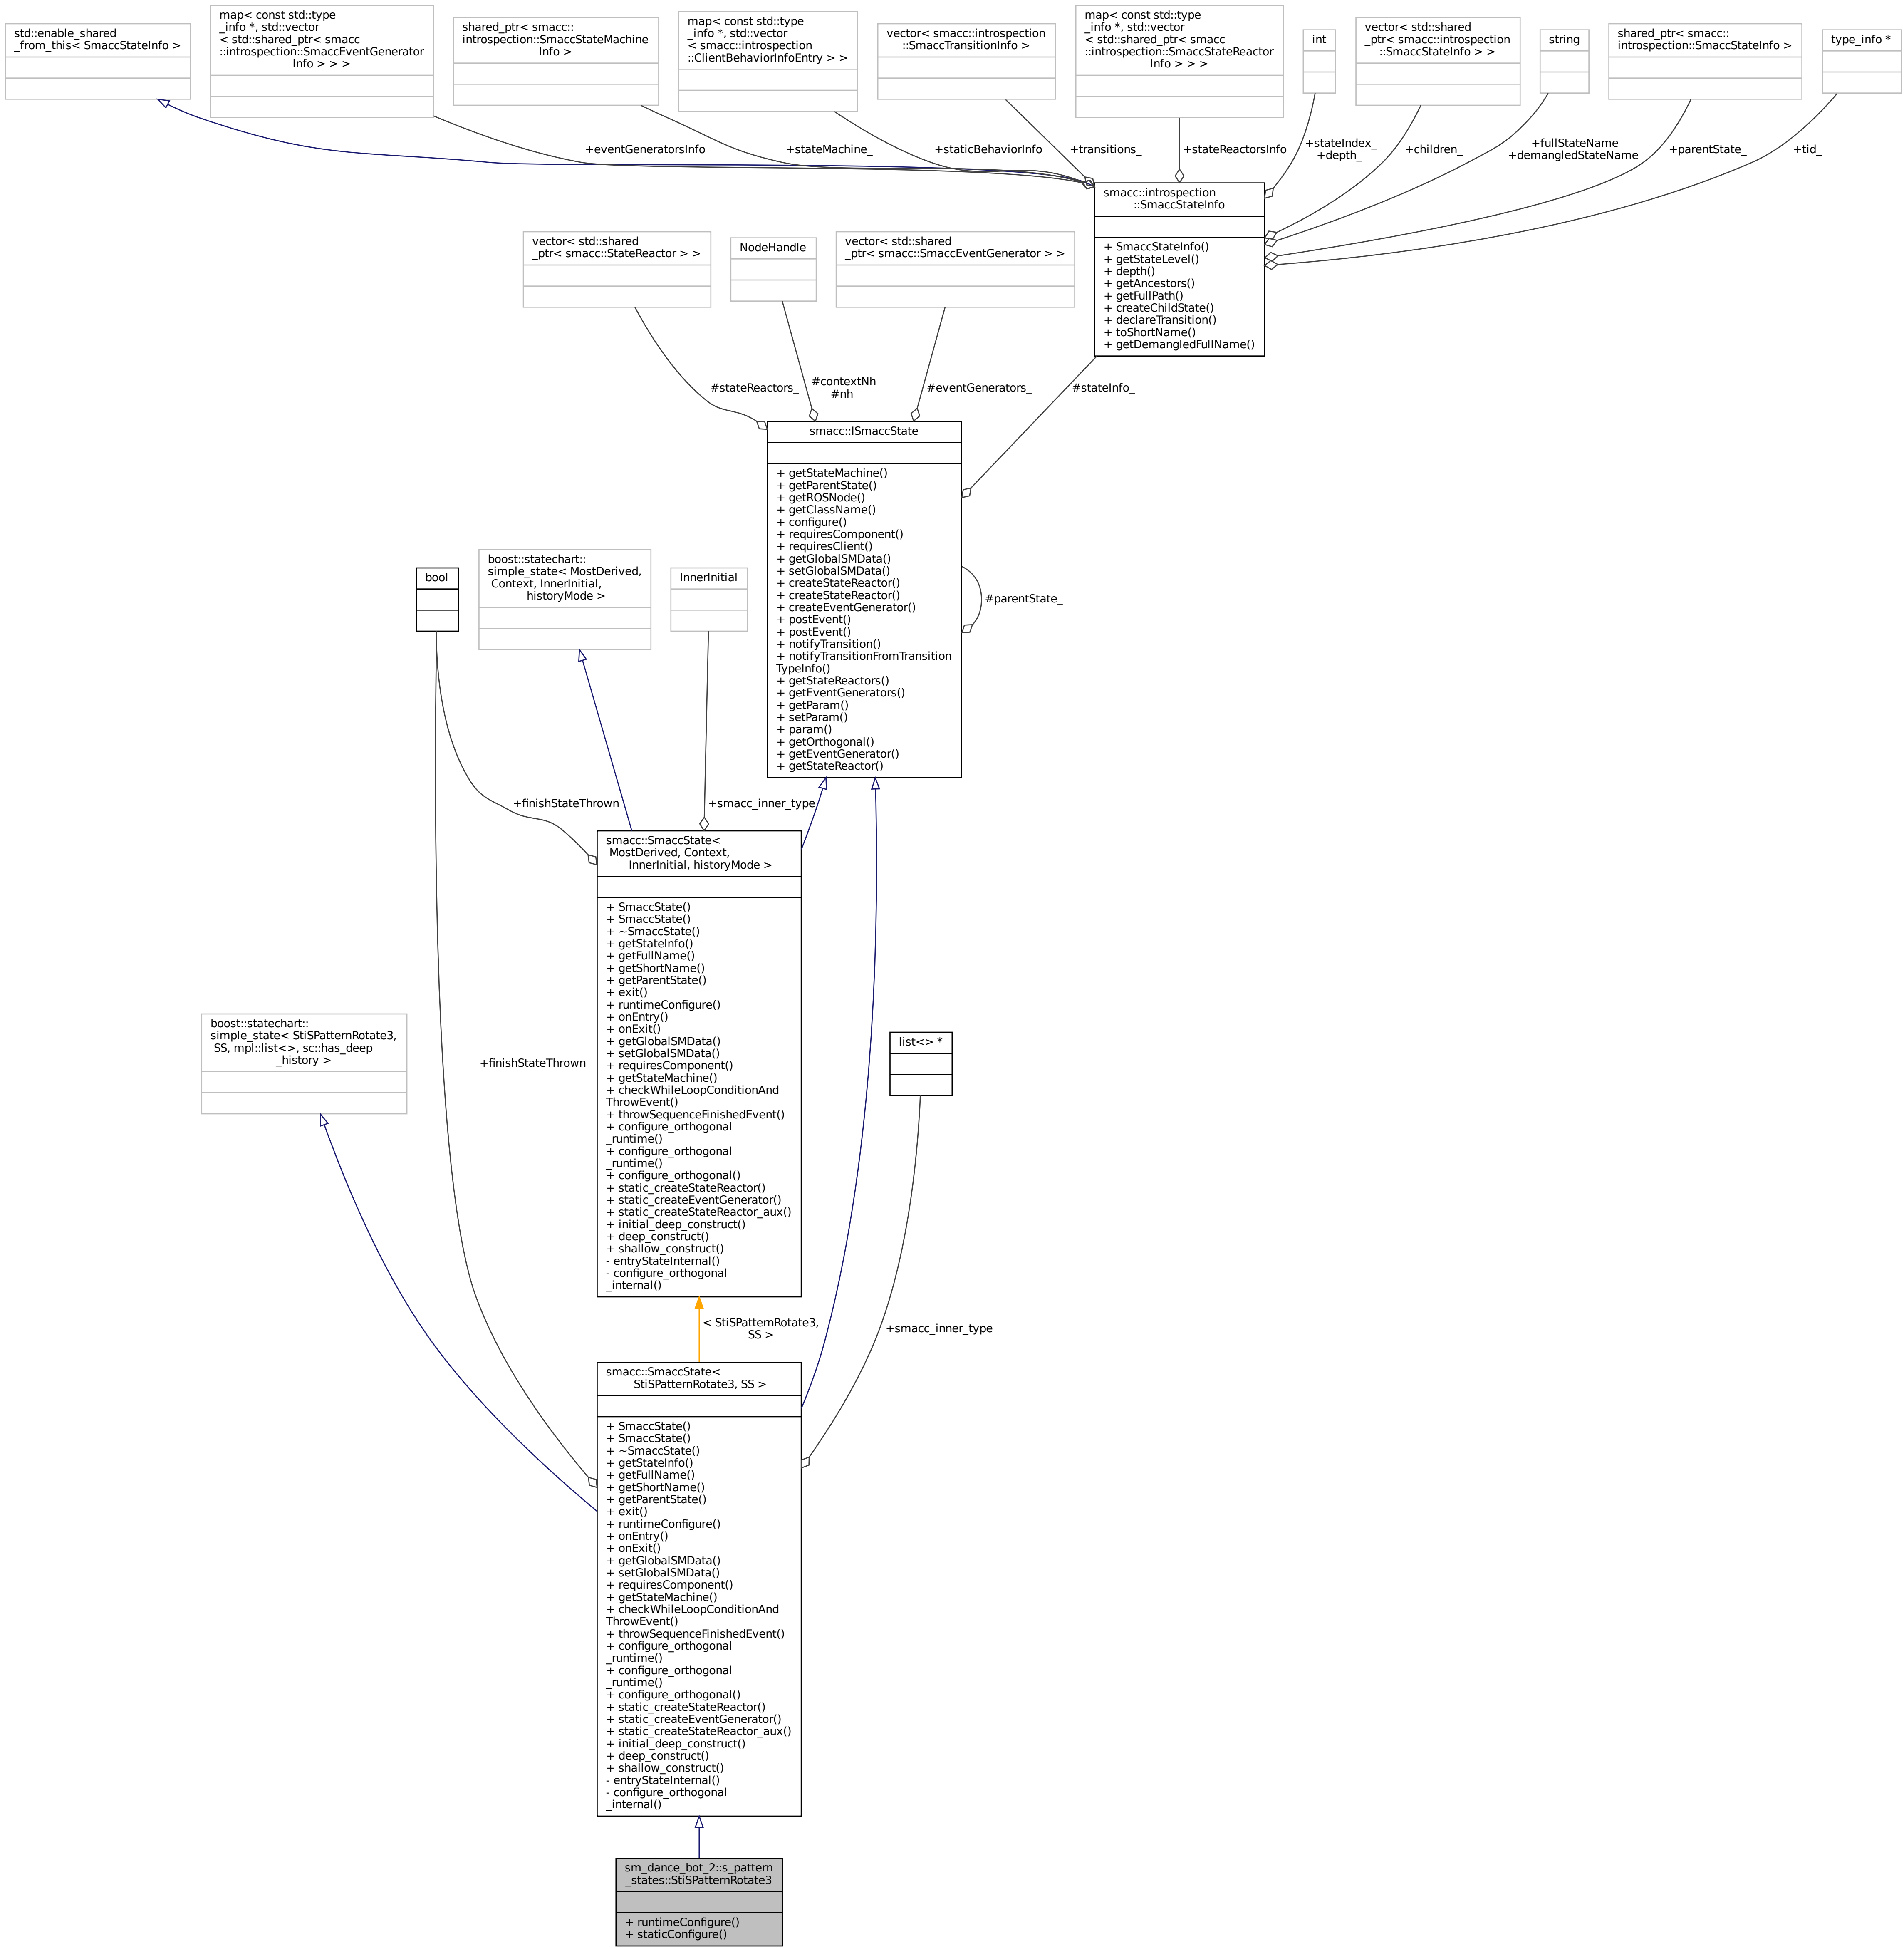 std::enable_shared
_from_this< SmaccStateInfo >
map< const std::type
_info *, std::vector
< std::shared_ptr< smacc
::introspection::SmaccEventGenerator
Info > > >
shared_ptr< smacc::
introspection::SmaccStateMachine
Info >
map< const std::type
_info *, std::vector
< smacc::introspection
::ClientBehaviorInfoEntry > >
vector< smacc::introspection
::SmaccTransitionInfo >
map< const std::type
_info *, std::vector
< std::shared_ptr< smacc
::introspection::SmaccStateReactor
Info > > >
int
vector< std::shared
_ptr< smacc::introspection
::SmaccStateInfo > >
string
shared_ptr< smacc::
introspection::SmaccStateInfo >
type_info *
+eventGeneratorsInfo
+stateMachine_
+staticBehaviorInfo
+transitions_
+stateReactorsInfo
+stateIndex_
+depth_
+children_
+fullStateName
+demangledStateName
+parentState_
+tid_
smacc::introspection
::SmaccStateInfo
+ SmaccStateInfo()
+ getStateLevel()
+ depth()
+ getAncestors()
+ getFullPath()
+ createChildState()
+ declareTransition()
+ toShortName()
+ getDemangledFullName()
vector< std::shared
_ptr< smacc::StateReactor > >
NodeHandle
vector< std::shared
_ptr< smacc::SmaccEventGenerator > >
#stateReactors_
#contextNh
#nh
#eventGenerators_
#stateInfo_
smacc::ISmaccState
+ getStateMachine()
+ getParentState()
+ getROSNode()
+ getClassName()
+ configure()
+ requiresComponent()
+ requiresClient()
+ getGlobalSMData()
+ setGlobalSMData()
+ createStateReactor()
+ createStateReactor()
+ createEventGenerator()
+ postEvent()
+ postEvent()
+ notifyTransition()
+ notifyTransitionFromTransition
TypeInfo()
+ getStateReactors()
+ getEventGenerators()
+ getParam()
+ setParam()
+ param()
+ getOrthogonal()
+ getEventGenerator()
+ getStateReactor()
#parentState_
bool
boost::statechart::
simple_state< MostDerived,
Context, InnerInitial,
historyMode >
InnerInitial
+finishStateThrown
+smacc_inner_type
smacc::SmaccState<
MostDerived, Context,
InnerInitial, historyMode >
+ SmaccState()
+ SmaccState()
+ ~SmaccState()
+ getStateInfo()
+ getFullName()
+ getShortName()
+ getParentState()
+ exit()
+ runtimeConfigure()
+ onEntry()
+ onExit()
+ getGlobalSMData()
+ setGlobalSMData()
+ requiresComponent()
+ getStateMachine()
+ checkWhileLoopConditionAnd
ThrowEvent()
+ throwSequenceFinishedEvent()
+ configure_orthogonal
_runtime()
+ configure_orthogonal
_runtime()
+ configure_orthogonal()
+ static_createStateReactor()
+ static_createEventGenerator()
+ static_createStateReactor_aux()
+ initial_deep_construct()
+ deep_construct()
+ shallow_construct()
- entryStateInternal()
- configure_orthogonal
_internal()
boost::statechart::
simple_state< StiSPatternRotate3,
SS, mpl::list<>, sc::has_deep
_history >
+finishStateThrown
list<> *
< StiSPatternRotate3,
SS >
+smacc_inner_type
smacc::SmaccState<
StiSPatternRotate3, SS >
+ SmaccState()
+ SmaccState()
+ ~SmaccState()
+ getStateInfo()
+ getFullName()
+ getShortName()
+ getParentState()
+ exit()
+ runtimeConfigure()
+ onEntry()
+ onExit()
+ getGlobalSMData()
+ setGlobalSMData()
+ requiresComponent()
+ getStateMachine()
+ checkWhileLoopConditionAnd
ThrowEvent()
+ throwSequenceFinishedEvent()
+ configure_orthogonal
_runtime()
+ configure_orthogonal
_runtime()
+ configure_orthogonal()
+ static_createStateReactor()
+ static_createEventGenerator()
+ static_createStateReactor_aux()
+ initial_deep_construct()
+ deep_construct()
+ shallow_construct()
- entryStateInternal()
- configure_orthogonal
_internal()
sm_dance_bot_2::s_pattern
_states::StiSPatternRotate3
+ runtimeConfigure()
+ staticConfigure()